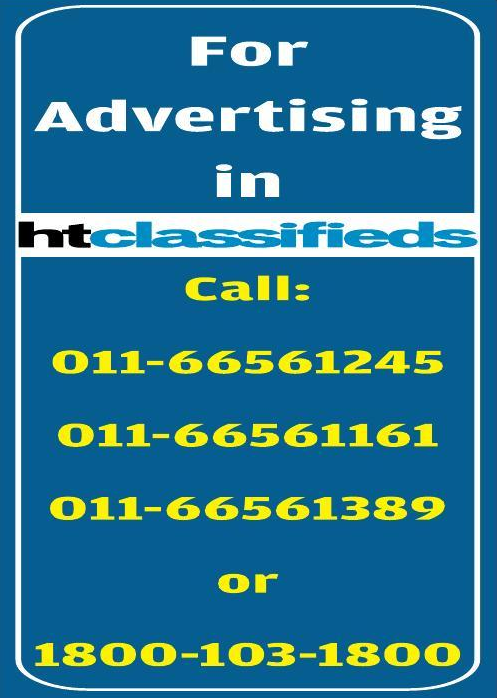 For
Advertising
in
htclassifieds
Call:
011-66561245
011-66561161
011-66561389
or
1800-103-1800